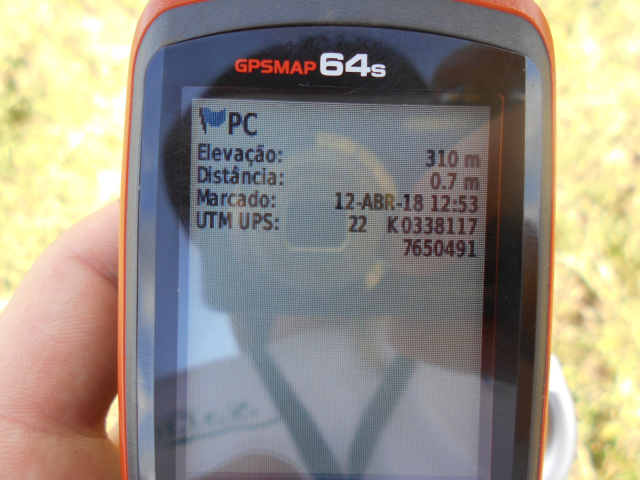 GPSMAP 64s
PC
Elevação: 310 m
Distância: 0.7 m
Marcado: 12-ABR-18 12:53
UTM UPS: 22 K 0338117
7650491